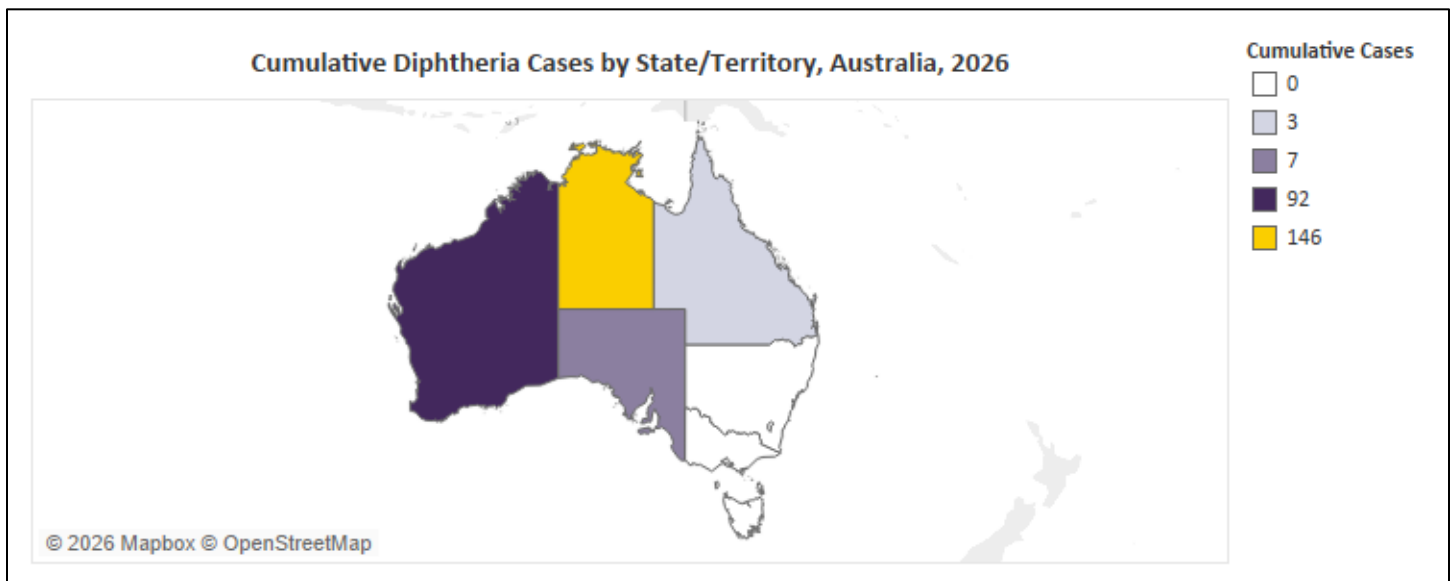 Cumulative Diphtheria Cases by State/Territory, Australia, 2026
Cumulative Cases
0
3
7
92
146
© 2026 Mapbox © OpenStreetMap